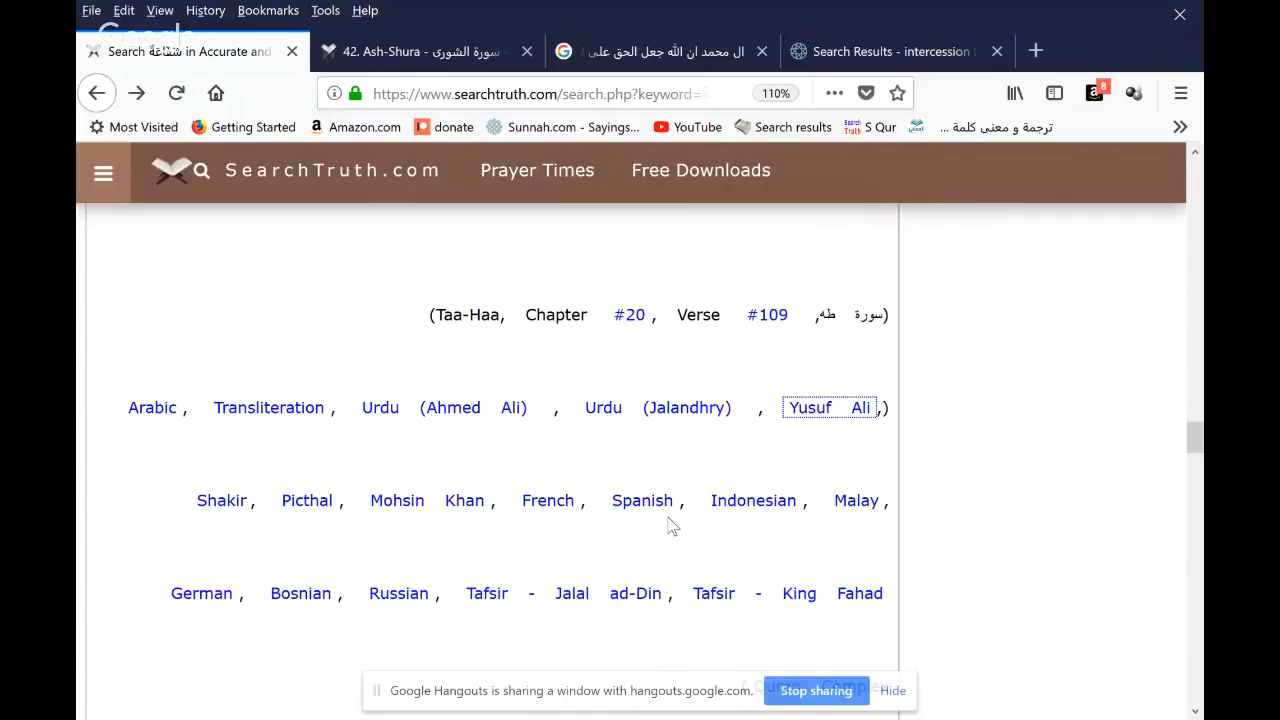 File Edit View History Bookmarks Tools Help
Google
Search شفاعة in Accurate and
42. Ash-Shura - سورة الشورى -
ال محمد ان الله جعل الحق على ل
Search Results - intercession (
https://www.searchtruth.com/search.php?keyword=
110%
8
Most Visited Getting Started Amazon.com donate Sunnah.com - Sayings,... YouTube Search results Search Truth S Qur ترجمة و معنى كلمة ...
SearchTruth.com Prayer Times Free Downloads
(Taa-Haa, Chapter #20, Verse #109 سورة طه,)
Arabic, Transliteration, Urdu (Ahmed Ali) , Urdu (Jalandhry) , Yusuf Ali,)
Shakir, Picthal, Mohsin Khan, French, Spanish, Indonesian, Malay,
German, Bosnian, Russian, Tafsir - Jalal ad-Din, Tafsir - King Fahad
Google Hangouts is sharing a window with hangouts.google.com. Stop sharing Hide